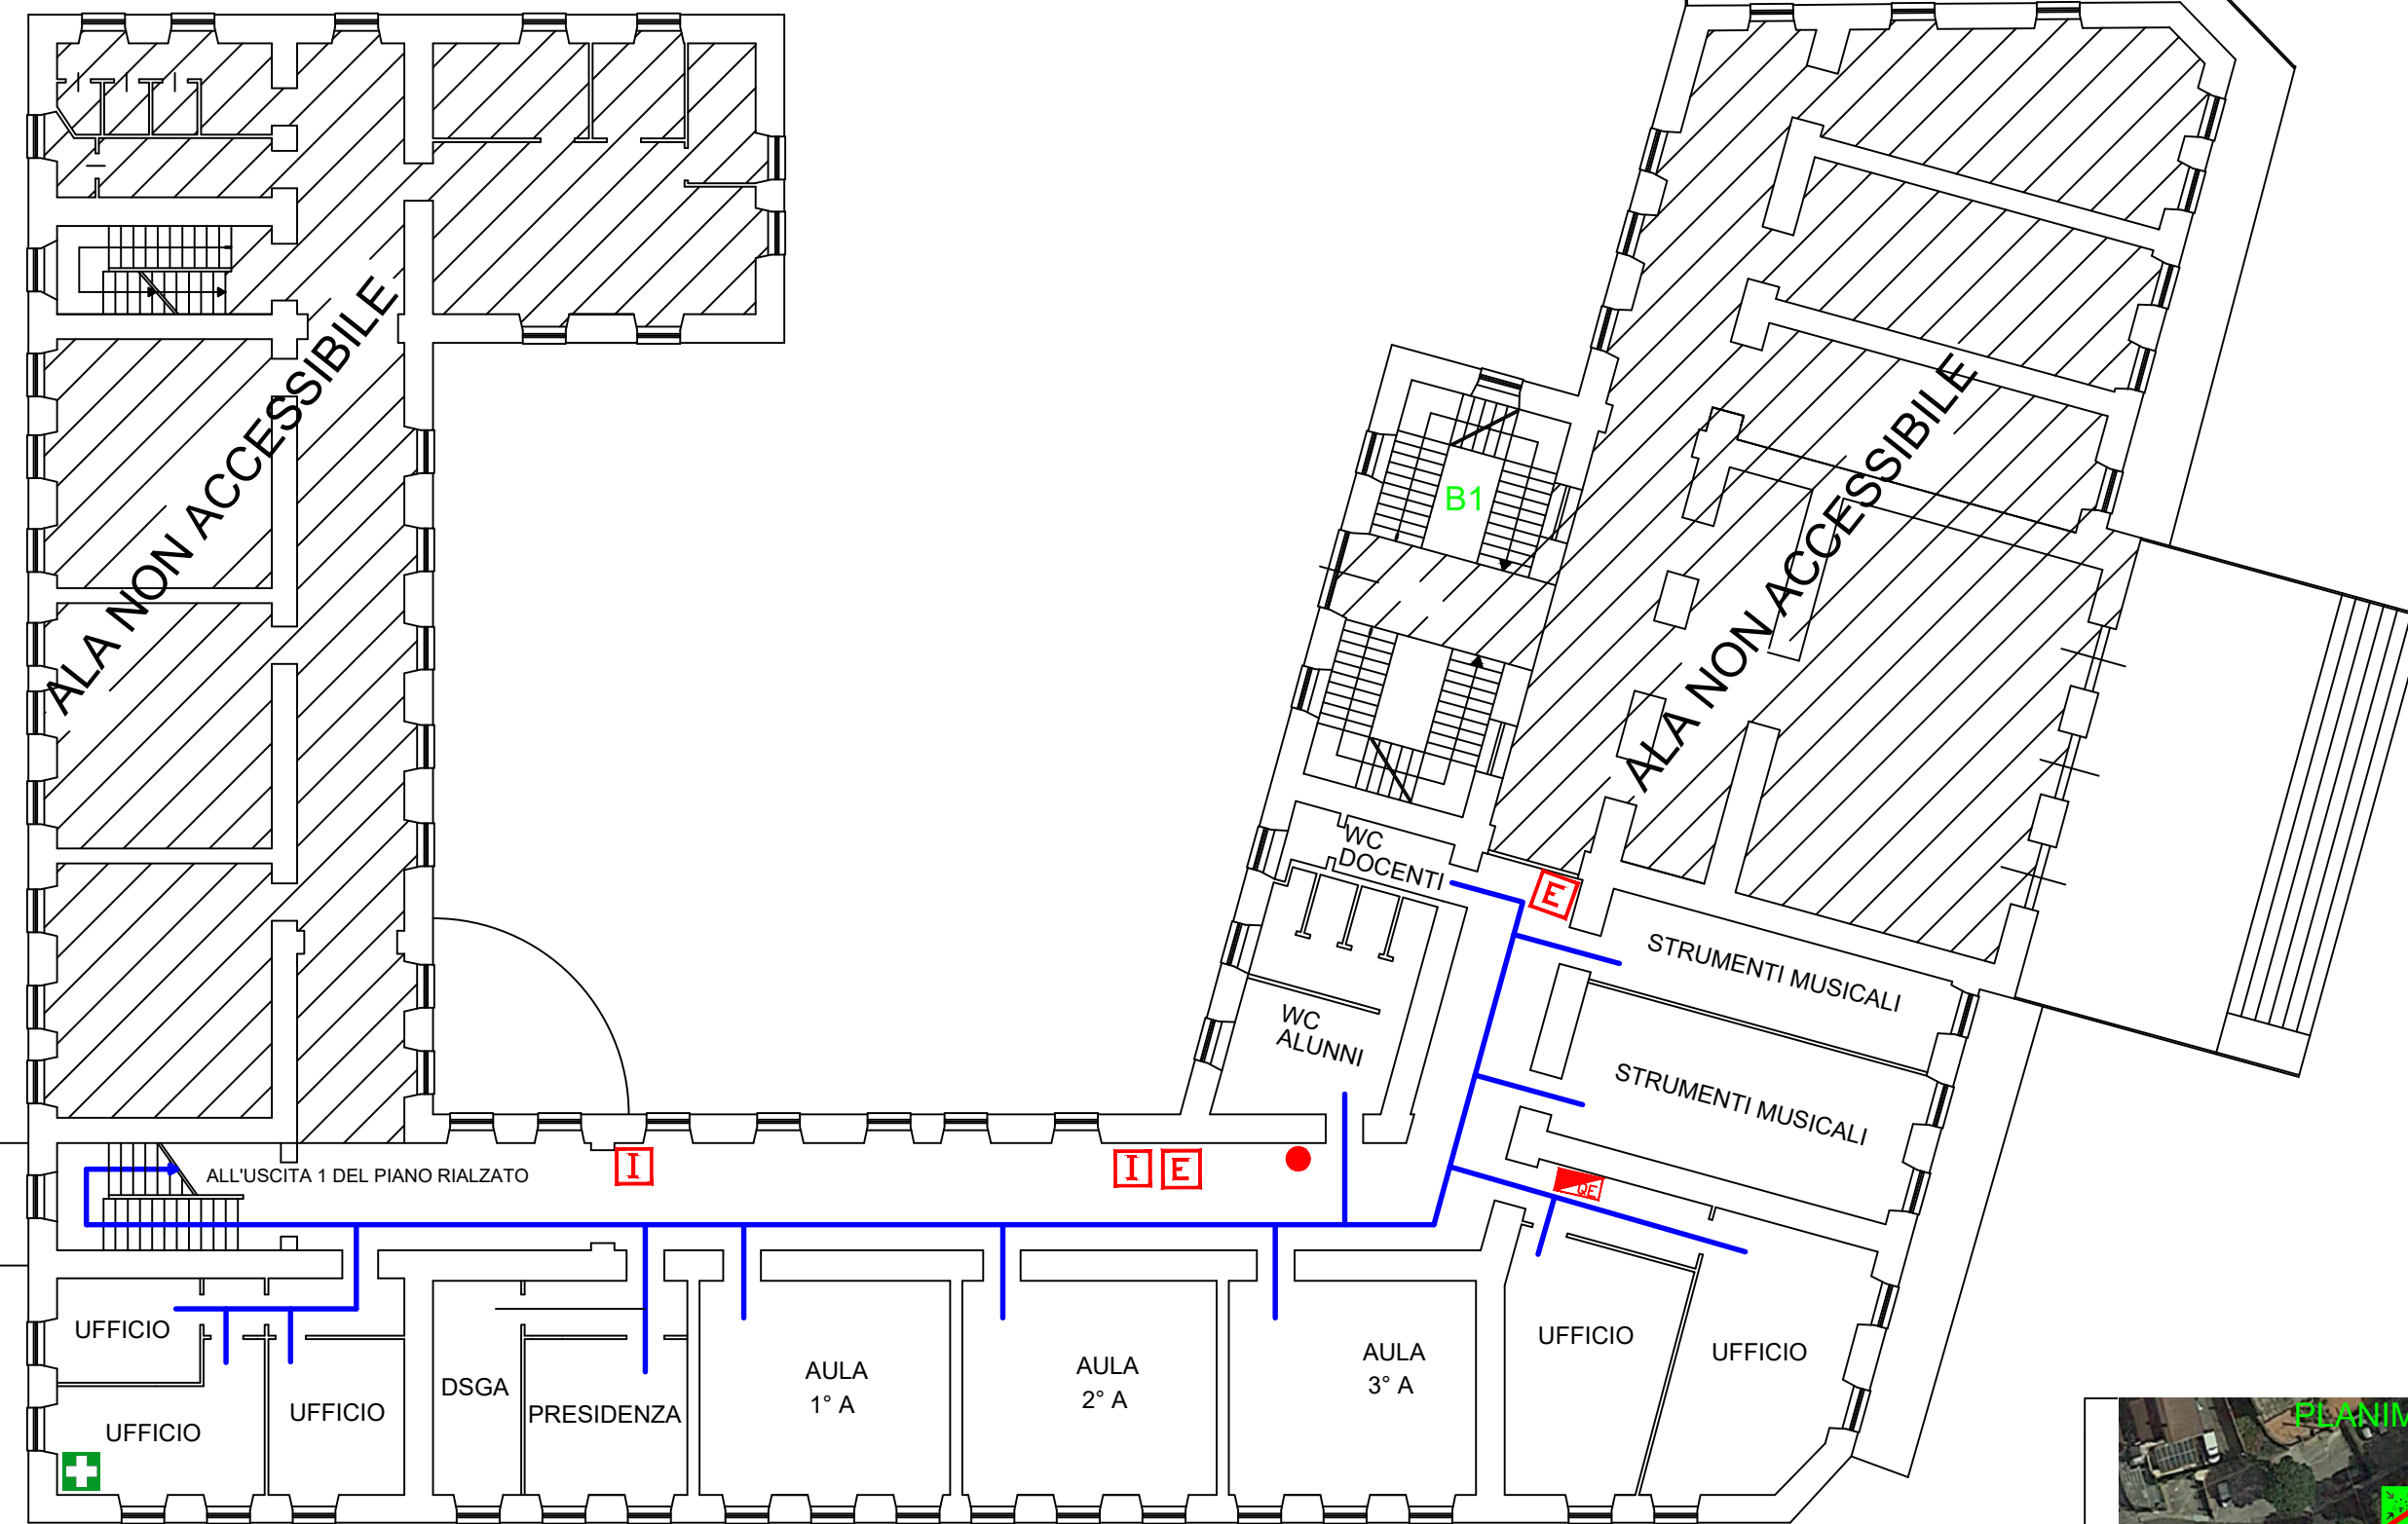 ALA NON ACCESSIBILE
ALA NON ACCESSIBILE
B1
WC
DOCENTI
E
STRUMENTI MUSICALI
WC
ALUNNI
STRUMENTI MUSICALI
ALL'USCITA 1 DEL PIANO RIALZATO
I
I
E
QE
UFFICIO
UFFICIO
UFFICIO
DSGA
PRESIDENZA
AULA
1° A
AULA
2° A
AULA
3° A
UFFICIO
UFFICIO